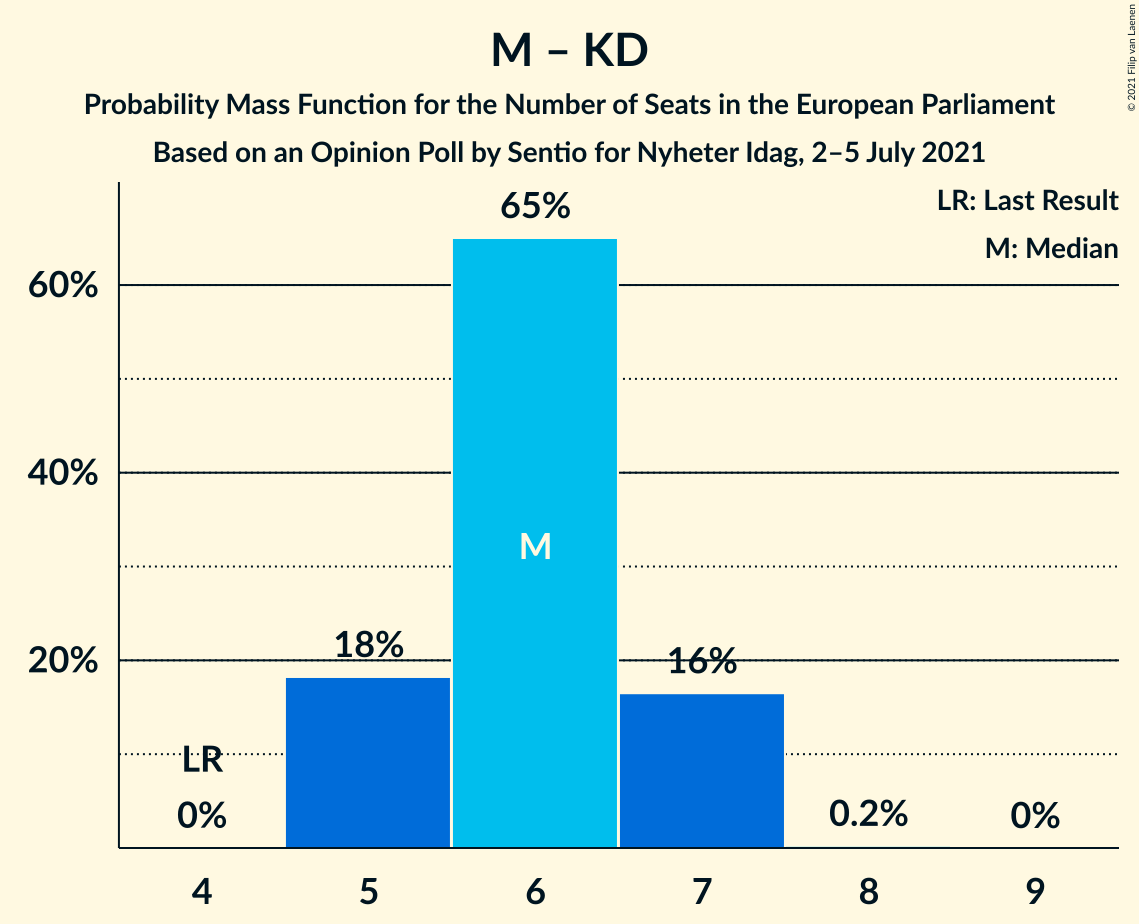 M – KD
Probability Mass Function for the Number of Seats in the European Parliament
Based on an Opinion Poll by Sentio for Nyheter Idag, 2–5 July 2021
© 2021 Filip van Laenen
LR: Last Result
M: Median
65%
60%
40%
M
20%
18%
16%
LR
0%
0.2%
0%
4 5 6 7 8 9